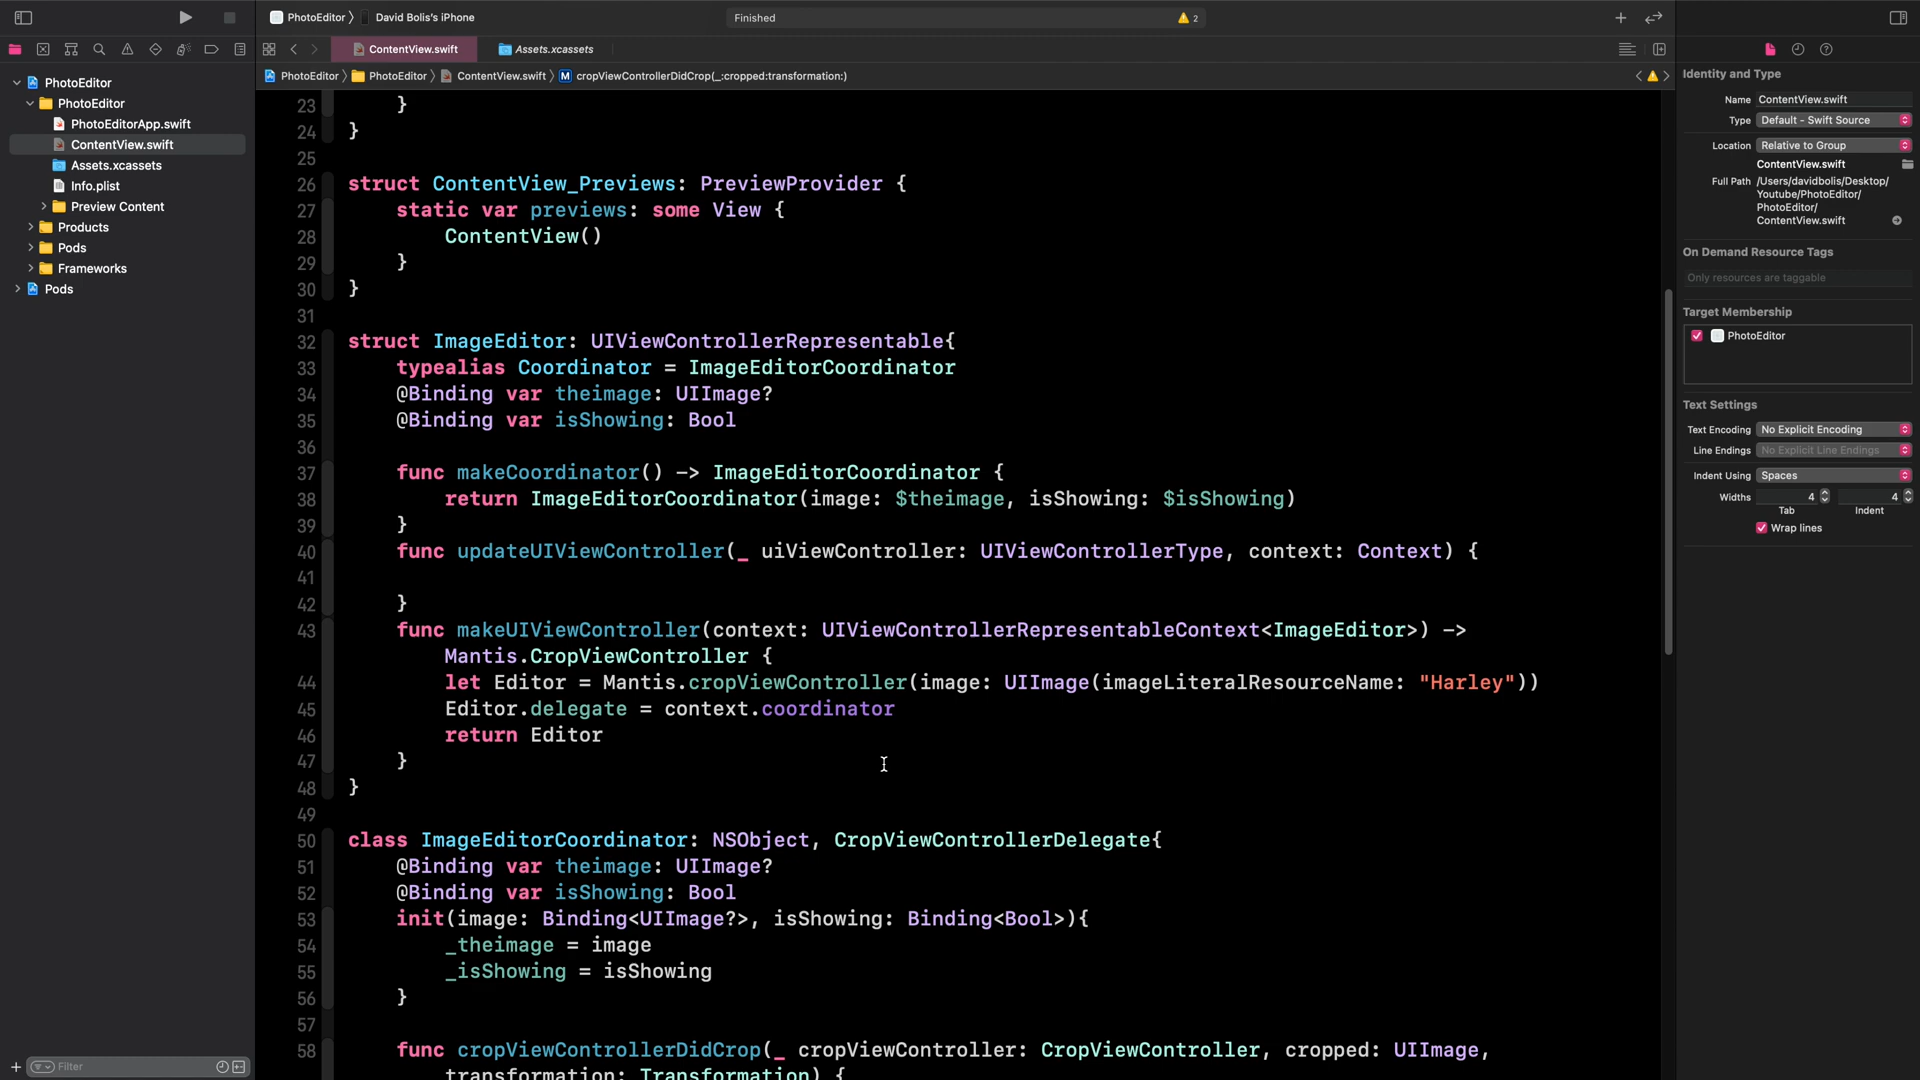 PhotoEditor 〉 David Bolis's iPhone
Finished
2
ContentView.swift
Assets.xcassets
PhotoEditor 〉 PhotoEditor 〉 ContentView.swift 〉 M cropViewControllerDidCrop(_:cropped:transformation:)
PhotoEditor
PhotoEditor
PhotoEditorApp.swift
ContentView.swift
Assets.xcassets
Info.plist
Preview Content
Products
Pods
Frameworks
Pods
Filter
23 }
24 }
25
26 struct ContentView_Previews: PreviewProvider {
27 static var previews: some View {
28 ContentView()
29 }
30 }
31
32 struct ImageEditor: UIViewControllerRepresentable{
33 typealias Coordinator = ImageEditorCoordinator
34 @Binding var theimage: UIImage?
35 @Binding var isShowing: Bool
36
37 func makeCoordinator() -> ImageEditorCoordinator {
38 return ImageEditorCoordinator(image: $theimage, isShowing: $isShowing)
39 }
40 func updateUIViewController(_ uiViewController: UIViewControllerType, context: Context) {
41
42 }
43 func makeUIViewController(context: UIViewControllerRepresentableContext<ImageEditor>) ->
Mantis.CropViewController {
44 let Editor = Mantis.cropViewController(image: UIImage(imageLiteralResourceName: "Harley"))
45 Editor.delegate = context.coordinator
46 return Editor
47 }
48 }
49
50 class ImageEditorCoordinator: NSObject, CropViewControllerDelegate{
51 @Binding var theimage: UIImage?
52 @Binding var isShowing: Bool
53 init(image: Binding<UIImage?>, isShowing: Binding<Bool>){
54 _theimage = image
55 _isShowing = isShowing
56 }
57
58 func cropViewControllerDidCrop(_ cropViewController: CropViewController, cropped: UIImage,
transformation: Transformation) {
Identity and Type
Name ContentView.swift
Type Default - Swift Source
Location Relative to Group
ContentView.swift
Full Path /Users/davidbolis/Desktop/
Youtube/PhotoEditor/
PhotoEditor/
ContentView.swift
On Demand Resource Tags
Only resources are taggable
Target Membership
PhotoEditor
Text Settings
Text Encoding No Explicit Encoding
Line Endings No Explicit Line Endings
Indent Using Spaces
Widths 4 4
Tab Indent
Wrap lines